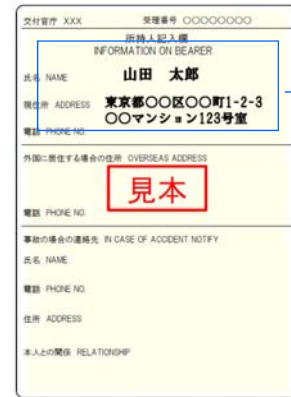 交付官庁 XXX 受理番号 ○○○○○○○○
所持人記入欄
INFORMATION ON BEARER
氏名 NAME 山田 太郎
現住所 ADDRESS 東京都○○区○○町1-2-3
○○マンション123号室
電話 PHONE NO.
外国に居住する場合の住所 OVERSEAS ADDRESS
見本
電話 PHONE NO.
事故の場合の連絡先 IN CASE OF ACCIDENT NOTIFY
氏名 NAME
電話 PHONE NO.
住所 ADDRESS
本人との関係 RELATIONSHIP